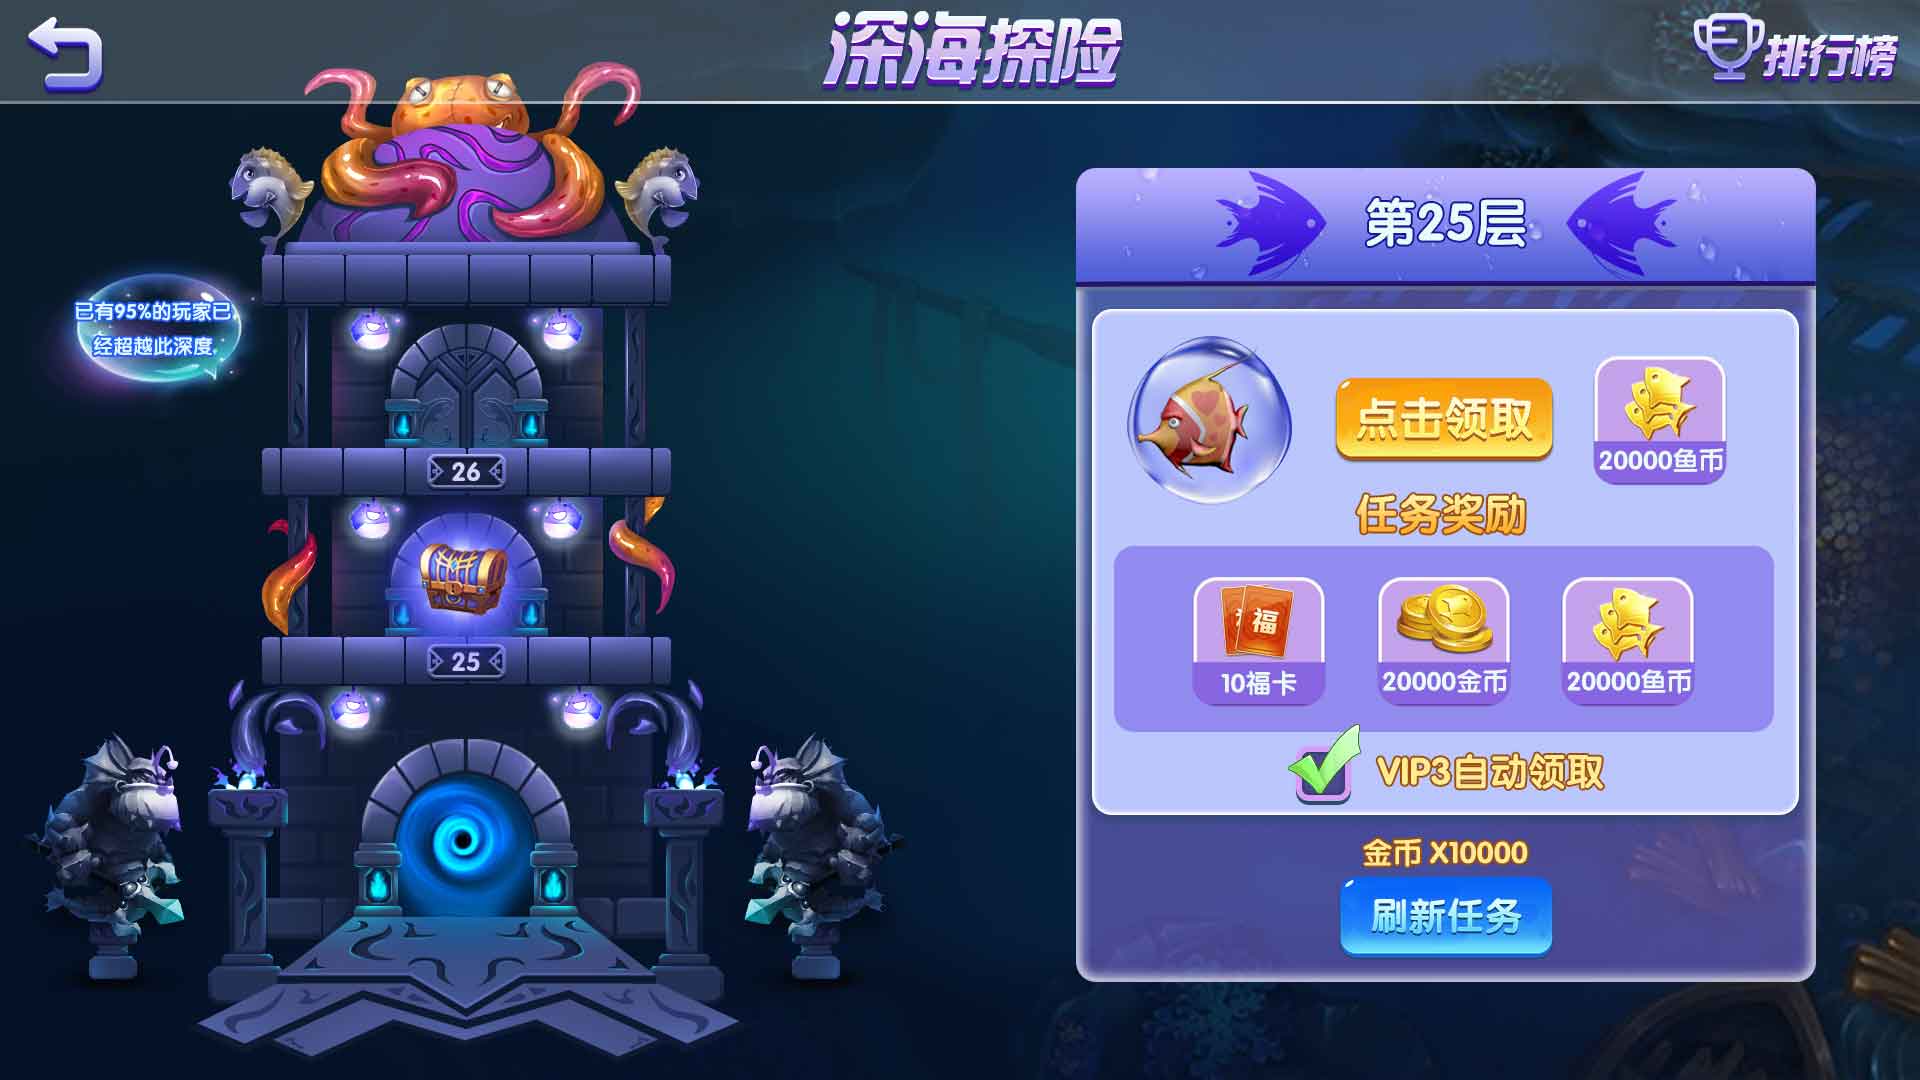 深海探险
排行榜
已有95%的玩家已
经超越此深度
26
25
第25层
点击领取
20000鱼币
任务奖励
福
福
10福卡
20000金币
20000鱼币
VIP3自动领取
金币 X10000
刷新任务